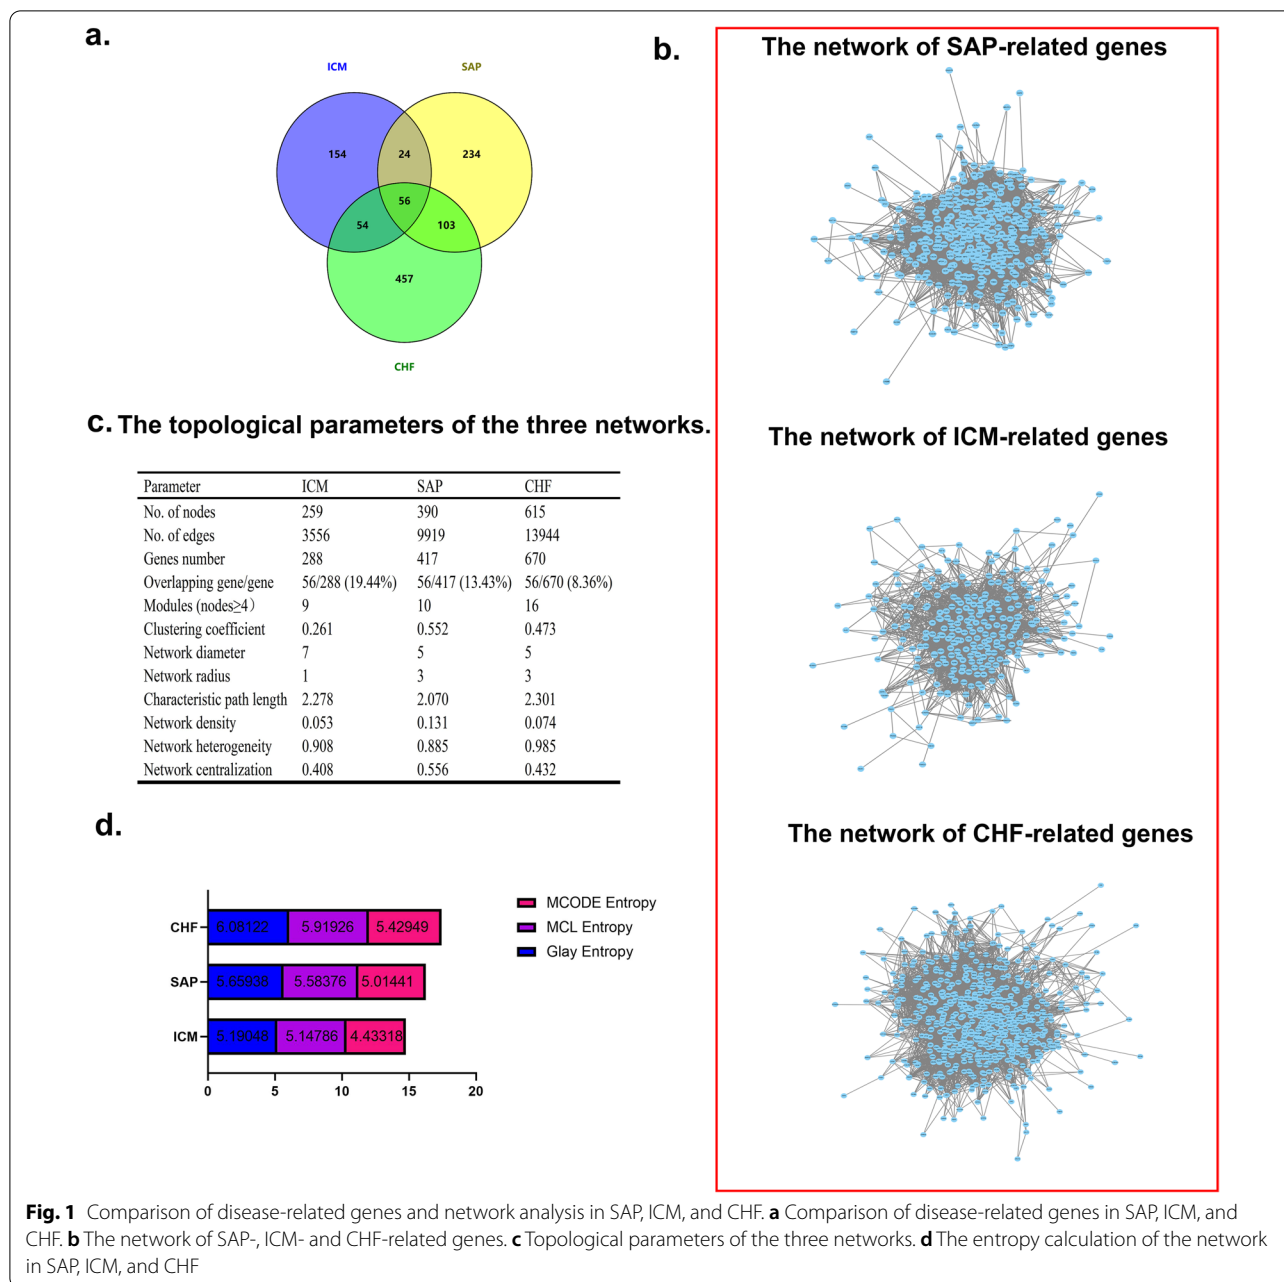 a.
ICM
SAP
154
24
234
56
54
103
457
CHF
b.
The network of SAP-related genes
The network of ICM-related genes
The network of CHF-related genes
c. The topological parameters of the three networks.
Parameter ICM SAP CHF
No. of nodes 259 390 615
No. of edges 3556 9919 13944
Genes number 288 417 670
Overlapping gene/gene 56/288 (19.44%) 56/417 (13.43%) 56/670 (8.36%)
Modules (nodes≥4） 9 10 16
Clustering coefficient 0.261 0.552 0.473
Network diameter 7 5 5
Network radius 1 3 3
Characteristic path length 2.278 2.070 2.301
Network density 0.053 0.131 0.074
Network heterogeneity 0.908 0.885 0.985
Network centralization 0.408 0.556 0.432
d.
CHF 6.08122 5.91926 5.42949
SAP 5.65938 5.58376 5.01441
ICM 5.19048 5.14786 4.43318
0 5 10 15 20
MCODE Entropy
MCL Entropy
Glay Entropy
Fig. 1 Comparison of disease-related genes and network analysis in SAP, ICM, and CHF. a Comparison of disease-related genes in SAP, ICM, and
CHF. b The network of SAP-, ICM- and CHF-related genes. c Topological parameters of the three networks. d The entropy calculation of the network
in SAP, ICM, and CHF